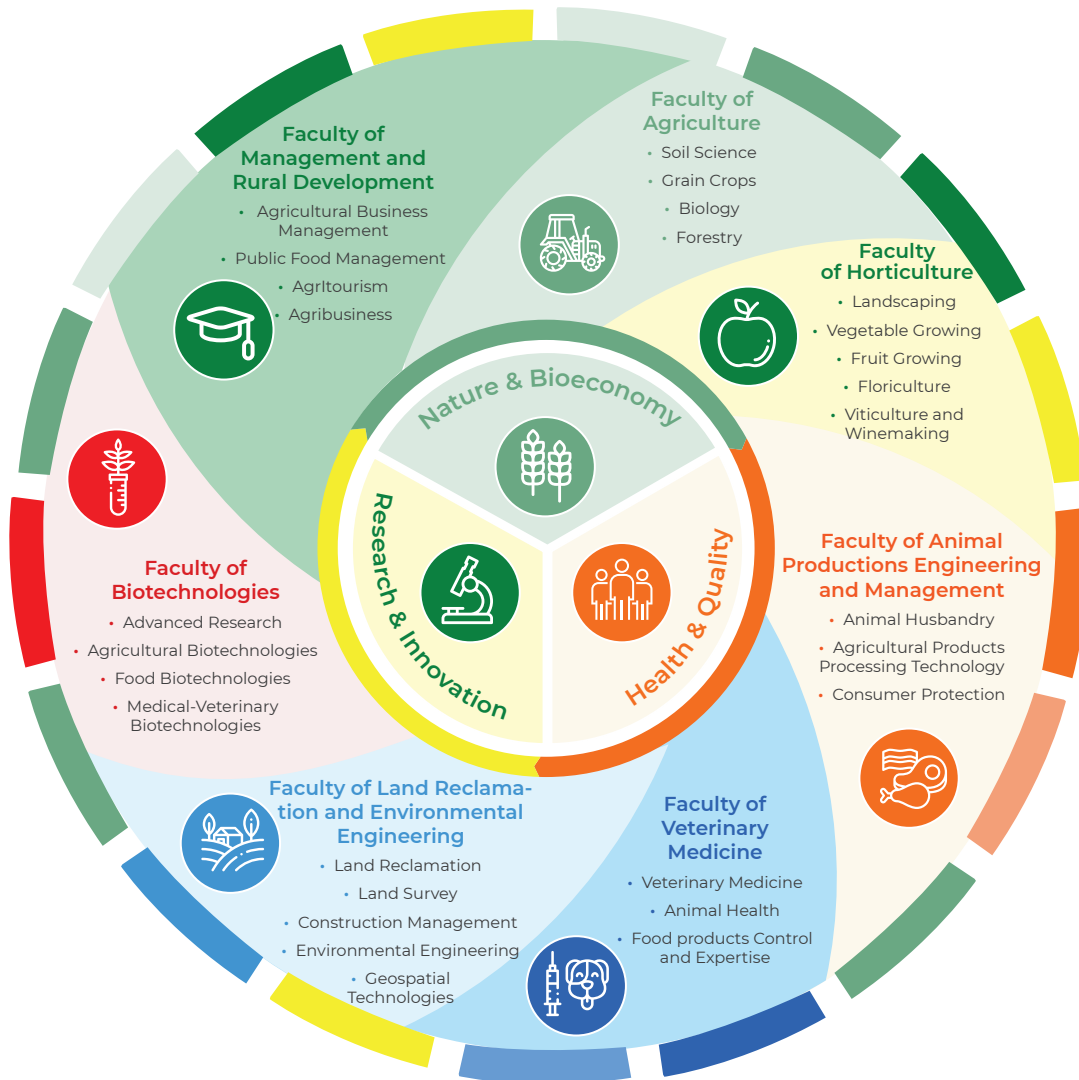 Faculty of
Management and
Rural Development
• Agricultural Business
Management
• Public Food Management
• AgrItourism
• Agribusiness
Faculty of
Agriculture
• Soil Science
• Grain Crops
• Biology
• Forestry
Faculty
of Horticulture
• Landscaping
• Vegetable Growing
• Fruit Growing
• Floriculture
• Viticulture and
Winemaking
Nature & Bioeconomy
Research & Innovation
Health & Quality
Faculty of Animal
Productions Engineering
and Management
• Animal Husbandry
• Agricultural Products
Processing Technology
• Consumer Protection
Faculty of
Biotechnologies
• Advanced Research
• Agricultural Biotechnologies
• Food Biotechnologies
• Medical-Veterinary
Biotechnologies
Faculty of Land Reclama-
tion and Environmental
Engineering
• Land Reclamation
• Land Survey
• Construction Management
• Environmental Engineering
• Geospatial
Technologies
Faculty of
Veterinary
Medicine
• Veterinary Medicine
• Animal Health
• Food products Control
and Expertise